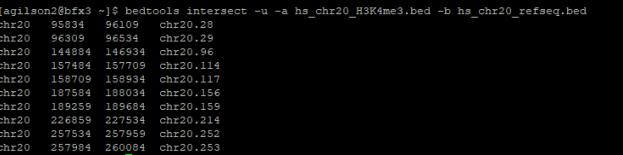 [agilson2@bfx3 ~]$ bedtools intersect -u -a hs_chr20_H3K4me3.bed -b hs_chr20_refseq.bed
chr20 95834 96109 chr20.28
chr20 96309 96534 chr20.29
chr20 144884 146934 chr20.96
chr20 157484 157709 chr20.114
chr20 158709 158934 chr20.117
chr20 187584 188034 chr20.156
chr20 189259 189684 chr20.159
chr20 226859 227534 chr20.214
chr20 257534 257959 chr20.252
chr20 257984 260084 chr20.253